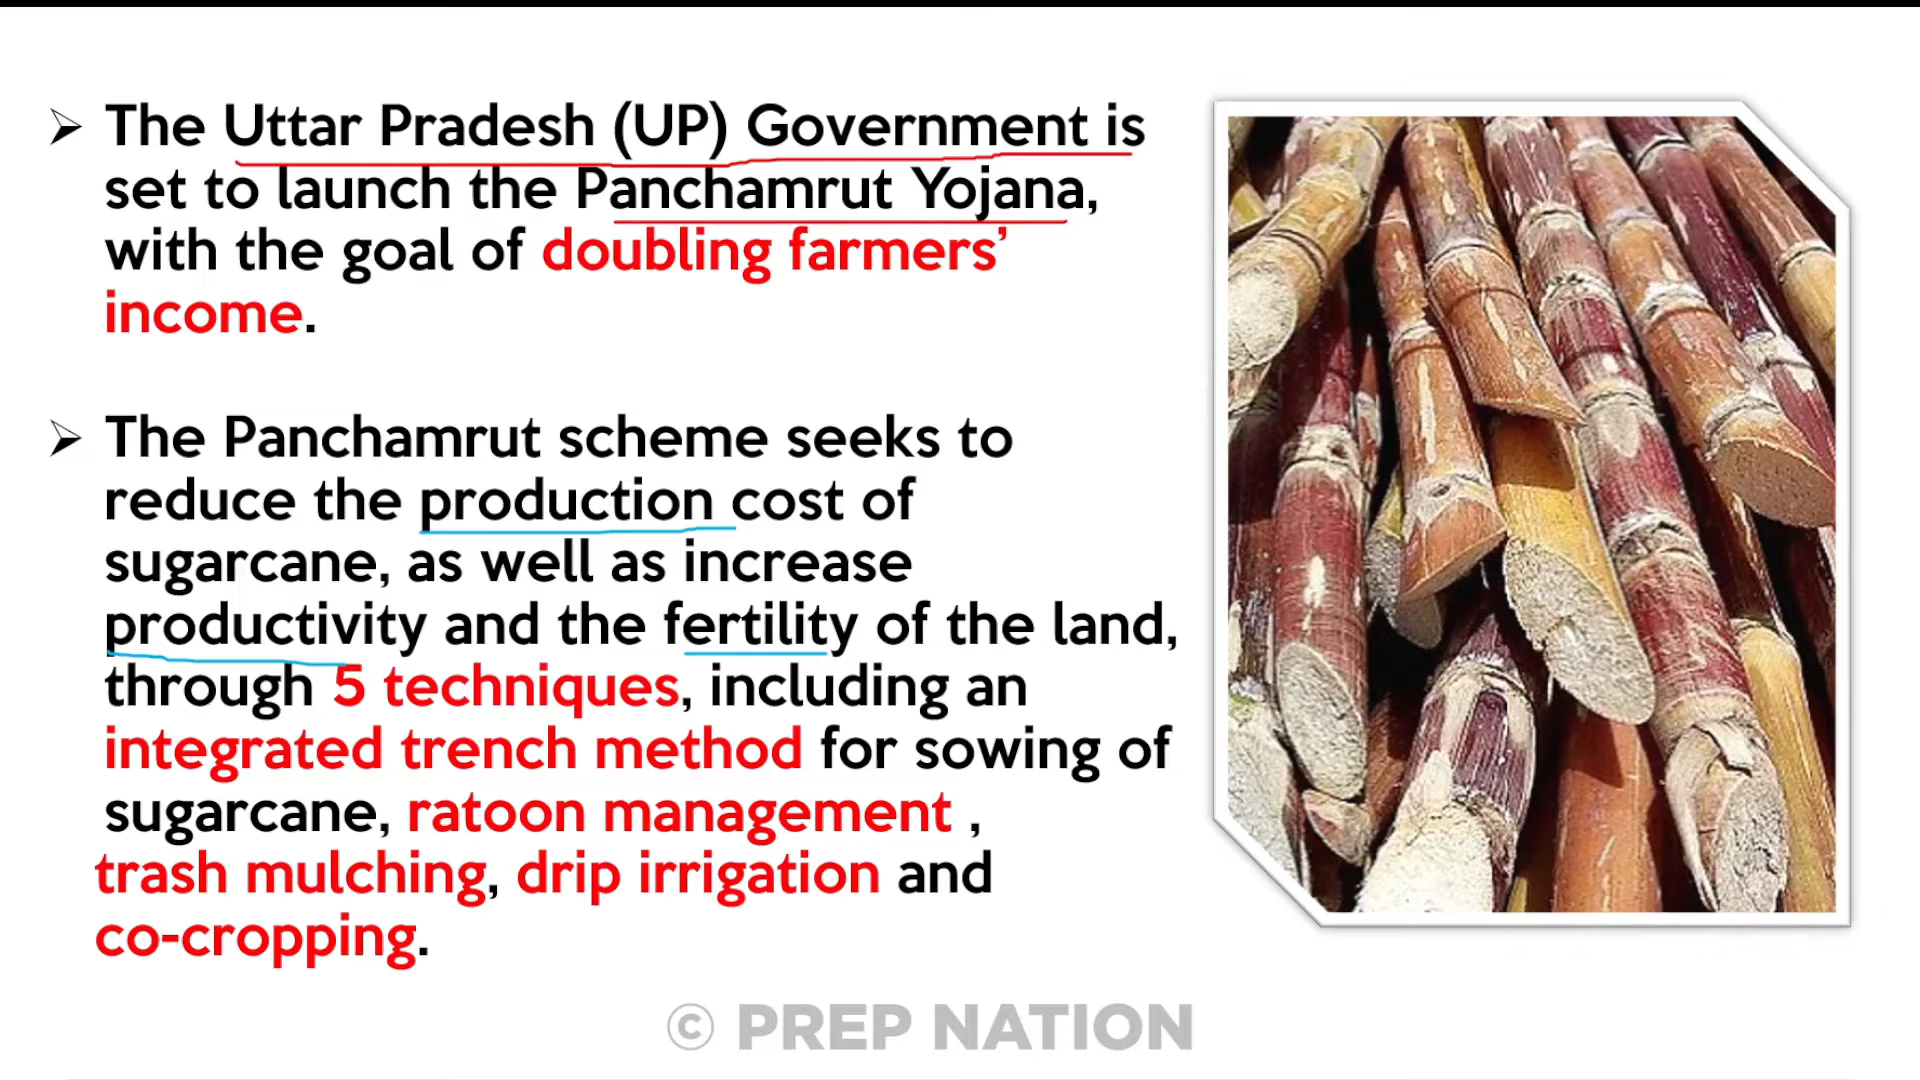 ➢ The Uttar Pradesh (UP) Government is
set to launch the Panchamrut Yojana,
with the goal of doubling farmers’
income.
➢ The Panchamrut scheme seeks to
reduce the production cost of
sugarcane, as well as increase
productivity and the fertility of the land,
through 5 techniques, including an
integrated trench method for sowing of
sugarcane, ratoon management ,
trash mulching, drip irrigation and
co-cropping.
© PREP NATION